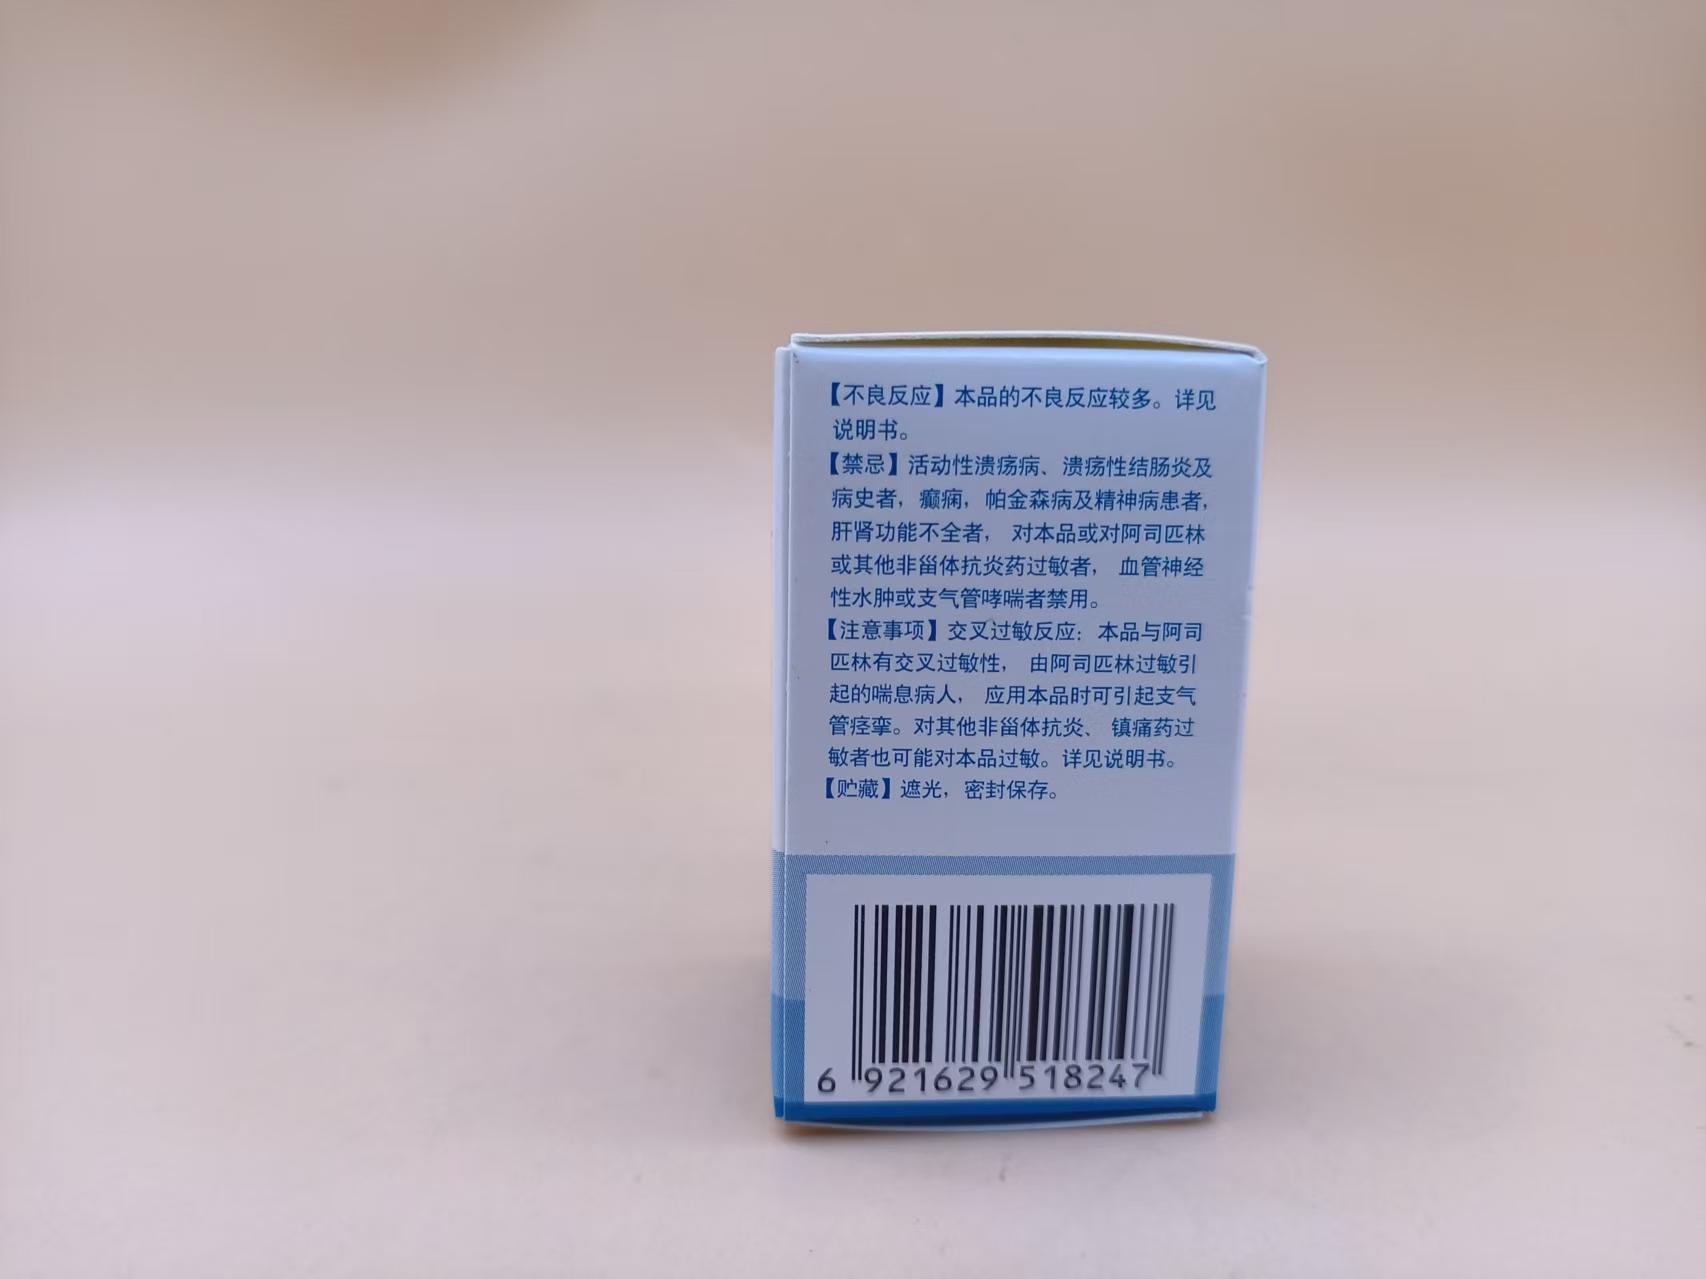 【不良反应】本品的不良反应较多。详见
说明书。
【禁忌】活动性溃疡病、溃疡性结肠炎及
病史者，癫痫，帕金森病及精神病患者，
肝肾功能不全者，对本品或对阿司匹林
或其他非甾体抗炎药过敏者，血管神经
性水肿或支气管哮喘者禁用。
【注意事项】交叉过敏反应：本品与阿司
匹林有交叉过敏性，由阿司匹林过敏引
起的喘息病人，应用本品时可引起支气
管痉挛。对其他非甾体抗炎、镇痛药过
敏者也可能对本品过敏。详见说明书。
【贮藏】遮光，密封保存。
6 921629 518247